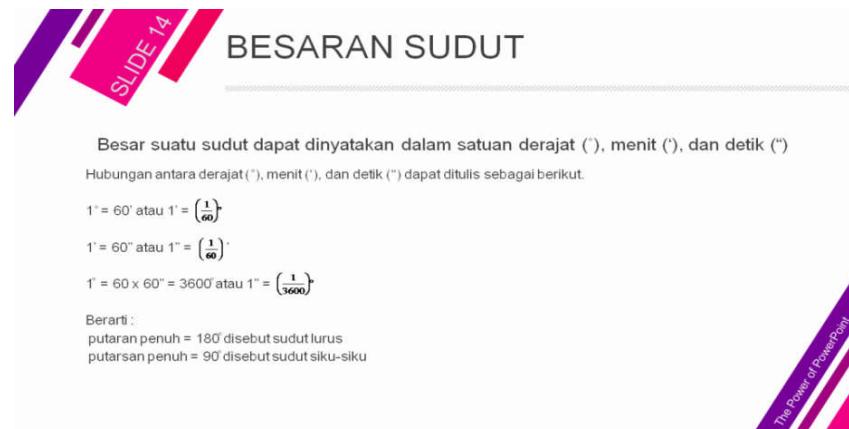 SLIDE 14
BESARAN SUDUT
Besar suatu sudut dapat dinyatakan dalam satuan derajat (°), menit (‘), dan detik (“)
Hubungan antara derajat (°), menit (’), dan detik (”) dapat ditulis sebagai berikut.
1° = 60’ atau 1’ = (1/60)°
1’ = 60” atau 1” = (1/60)’
1° = 60 x 60” = 3600” atau 1” = (1/3600)°
Berarti :
putaran penuh = 180° disebut sudut lurus
putarsan penuh = 90° disebut sudut siku-siku
The Power of PowerPoint